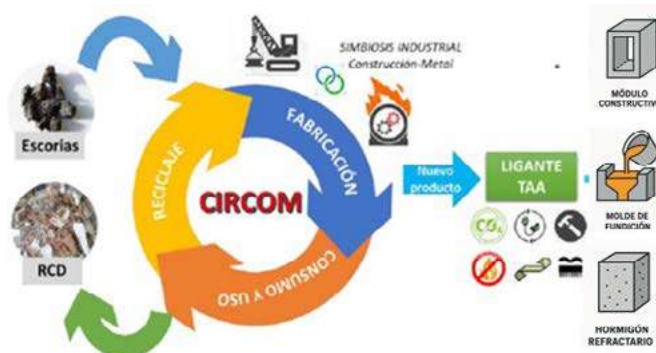 SIMBIOSIS INDUSTRIAL
Construcción-Metal
Escorias
RCD
RECICLAJE
FABRICACIÓN
CONSUMO Y USO
CIRCOM
Nuevo
producto
LIGANTE
TAA
CO₂
MÓDULO
CONSTRUCTIV
MOLDE DE
FUNDICIÓN
HORMIGÓN
REFRACTARIO